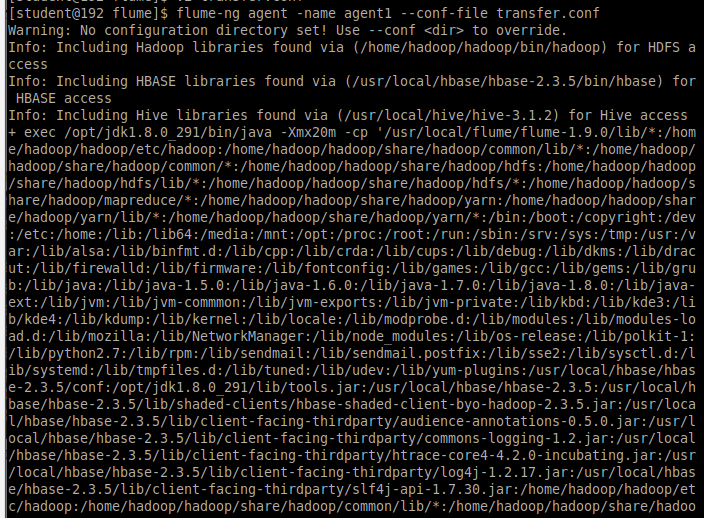 [student@192 flume]$ flume-ng agent -name agent1 --conf-file transfer.conf
Warning: No configuration directory set! Use --conf <dir> to override.
Info: Including Hadoop libraries found via (/home/hadoop/hadoop/bin/hadoop) for HDFS a
ccess
Info: Including HBASE libraries found via (/usr/local/hbase/hbase-2.3.5/bin/hbase) for
 HBASE access
Info: Including Hive libraries found via (/usr/local/hive/hive-3.1.2) for Hive access
+ exec /opt/jdk1.8.0_291/bin/java -Xmx20m -cp '/usr/local/flume/flume-1.9.0/lib/*:/hom
e/hadoop/hadoop/etc/hadoop:/home/hadoop/hadoop/share/hadoop/common/lib/*:/home/hadoop/
hadoop/share/hadoop/common/*:/home/hadoop/hadoop/share/hadoop/hdfs:/home/hadoop/hadoop
/share/hadoop/hdfs/lib/*:/home/hadoop/hadoop/share/hadoop/hdfs/*:/home/hadoop/hadoop/s
hare/hadoop/mapreduce/*:/home/hadoop/hadoop/share/hadoop/yarn:/home/hadoop/hadoop/shar
e/hadoop/yarn/lib/*:/home/hadoop/hadoop/share/hadoop/yarn/*:/bin:/boot:/copyright:/dev
:/etc:/home:/lib:/lib64:/media:/mnt:/opt:/proc:/root:/run:/sbin:/srv:/sys:/tmp:/usr:/v
ar:/lib/alsa:/lib/binfmt.d:/lib/cpp:/lib/crda:/lib/cups:/lib/debug:/lib/dkms:/lib/drac
ut:/lib/firewalld:/lib/firmware:/lib/fontconfig:/lib/games:/lib/gcc:/lib/gems:/lib/gru
b:/lib/java:/lib/java-1.5.0:/lib/java-1.6.0:/lib/java-1.7.0:/lib/java-1.8.0:/lib/java-
ext:/lib/jvm:/lib/jvm-commmon:/lib/jvm-exports:/lib/jvm-private:/lib/kbd:/lib/kde3:/li
b/kde4:/lib/kdump:/lib/kernel:/lib/locale:/lib/modprobe.d:/lib/modules:/lib/modules-lo
ad.d:/lib/mozilla:/lib/NetworkManager:/lib/node_modules:/lib/os-release:/lib/polkit-1:
/lib/python2.7:/lib/rpm:/lib/sendmail:/lib/sendmail.postfix:/lib/sse2:/lib/sysctl.d:/l
ib/systemd:/lib/tmpfiles.d:/lib/tuned:/lib/udev:/lib/yum-plugins:/usr/local/hbase/hbas
e-2.3.5/conf:/opt/jdk1.8.0_291/lib/tools.jar:/usr/local/hbase/hbase-2.3.5:/usr/local/h
base/hbase-2.3.5/lib/shaded-clients/hbase-shaded-client-byo-hadoop-2.3.5.jar:/usr/loca
l/hbase/hbase-2.3.5/lib/client-facing-thirdparty/audience-annotations-0.5.0.jar:/usr/l
ocal/hbase/hbase-2.3.5/lib/client-facing-thirdparty/commons-logging-1.2.jar:/usr/local
/hbase/hbase-2.3.5/lib/client-facing-thirdparty/htrace-core4-4.2.0-incubating.jar:/usr
/local/hbase/hbase-2.3.5/lib/client-facing-thirdparty/log4j-1.2.17.jar:/usr/local/hbas
e/hbase-2.3.5/lib/client-facing-thirdparty/slf4j-api-1.7.30.jar:/home/hadoop/hadoop/et
c/hadoop:/home/hadoop/hadoop/share/hadoop/common/lib/*:/home/hadoop/hadoop/share/hadoo